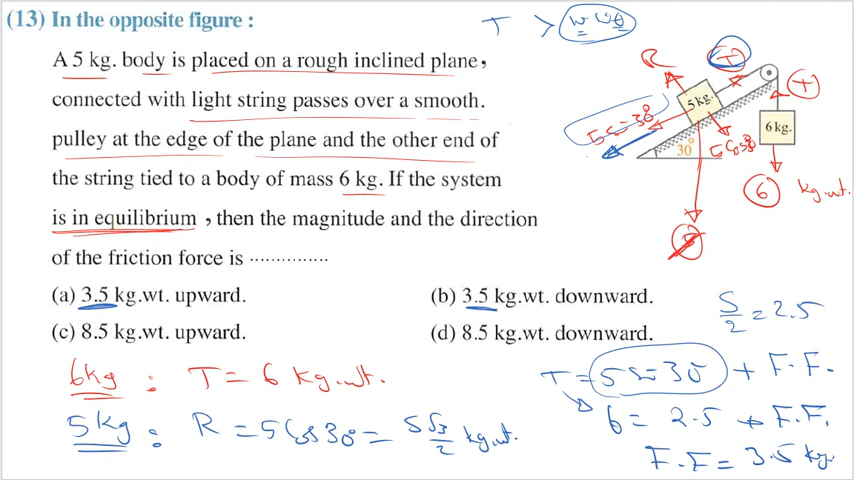 (13) In the opposite figure :
A 5 kg. body is placed on a rough inclined plane,
connected with light string passes over a smooth.
pulley at the edge of the plane and the other end of
the string tied to a body of mass 6 kg. If the system
is in equilibrium , then the magnitude and the direction
of the friction force is ...............
(a) 3.5 kg.wt. upward.
(b) 3.5 kg.wt. downward.
(c) 8.5 kg.wt. upward.
(d) 8.5 kg.wt. downward.
T >
R
T
T
5 kg.
6 kg.
30°
5 cos 30
6 kg.wt.
5/2 = 2.5
6kg : T = 6 kg.wt.
T = 5 sin 30 + F.F.
5kg : R = 5 cos 30° = 5√3/2 kg.wt.
6 = 2.5 + F.F.
F.F = 3.5 kg.